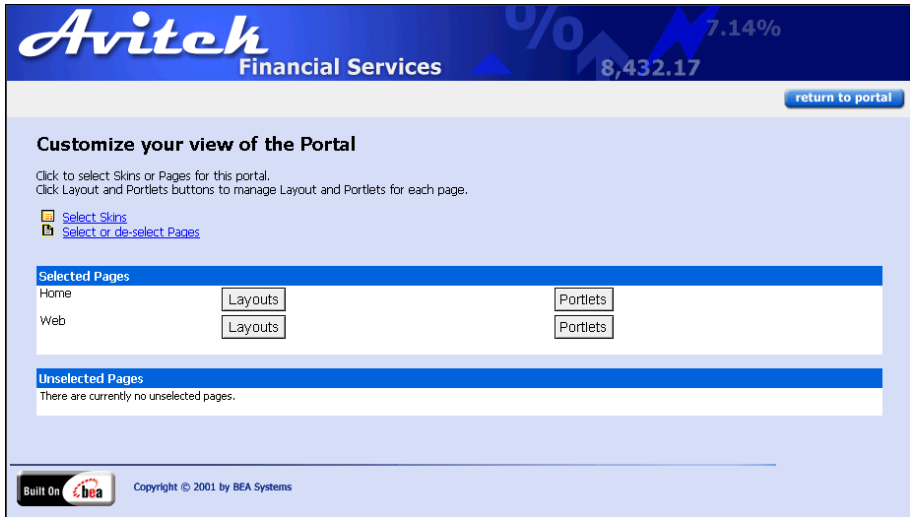 Avitek
Financial Services
%
7.14%
8,432.17
return to portal
Customize your view of the Portal
Click to select Skins or Pages for this portal.
Click Layout and Portlets buttons to manage Layout and Portlets for each page.
Select Skins
Select or de-select Pages
Selected Pages
Home Layouts Portlets
Web Layouts Portlets
Unselected Pages
There are currently no unselected pages.
Built On bea
Copyright © 2001 by BEA Systems